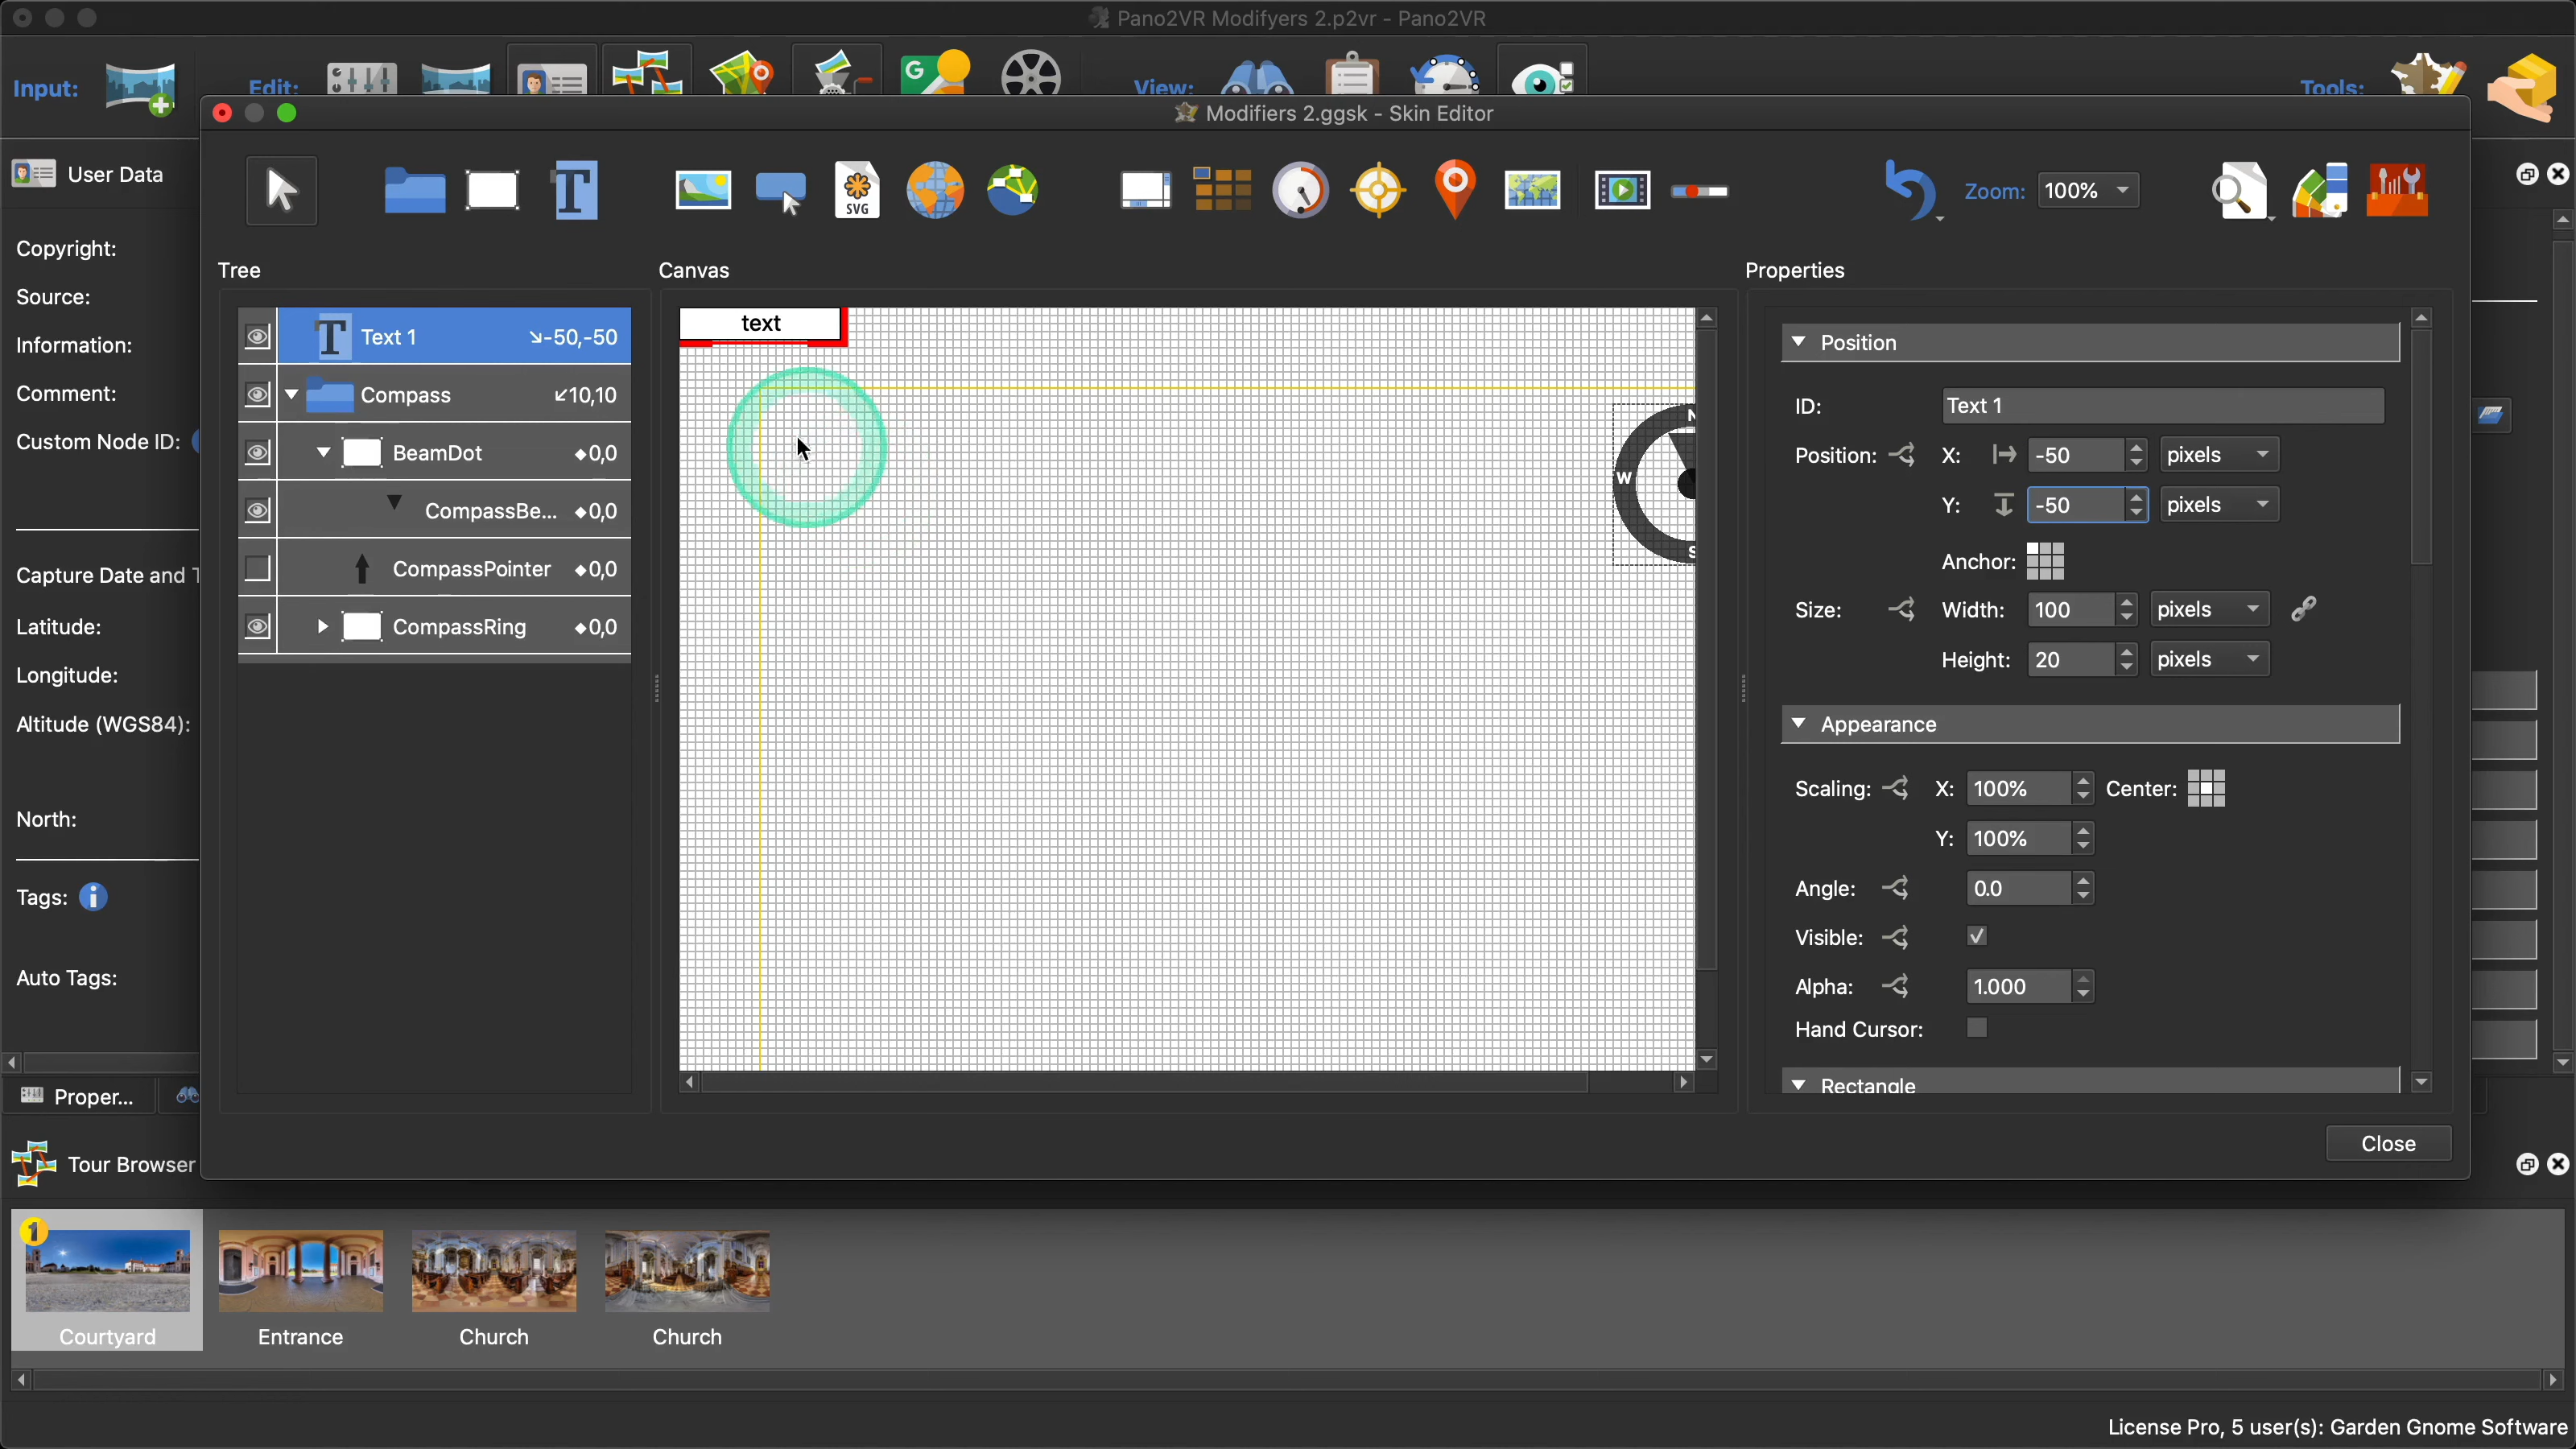 Pano2VR Modifyers 2.p2vr - Pano2VR
Input:
Edit:
View:
Tools:
Modifiers 2.ggsk - Skin Editor
User Data
SVG
Zoom: 100%
Copyright:
Source:
Information:
Comment:
Custom Node ID:
Capture Date and T
Latitude:
Longitude:
Altitude (WGS84):
North:
Tags:
Auto Tags:
Proper...
Tree
Text 1 -50,-50
Compass 10,10
BeamDot 0,0
CompassBe... 0,0
CompassPointer 0,0
CompassRing 0,0
Canvas
text
N
W
S
Properties
Position
ID: Text 1
Position: X: -50 pixels
Y: -50 pixels
Anchor:
Size: Width: 100 pixels
Height: 20 pixels
Appearance
Scaling: X: 100% Center:
Y: 100%
Angle: 0.0
Visible:
Alpha: 1.000
Hand Cursor:
Rectangle
Close
Tour Browser
1
Courtyard
Entrance
Church
Church
License Pro, 5 user(s): Garden Gnome Software